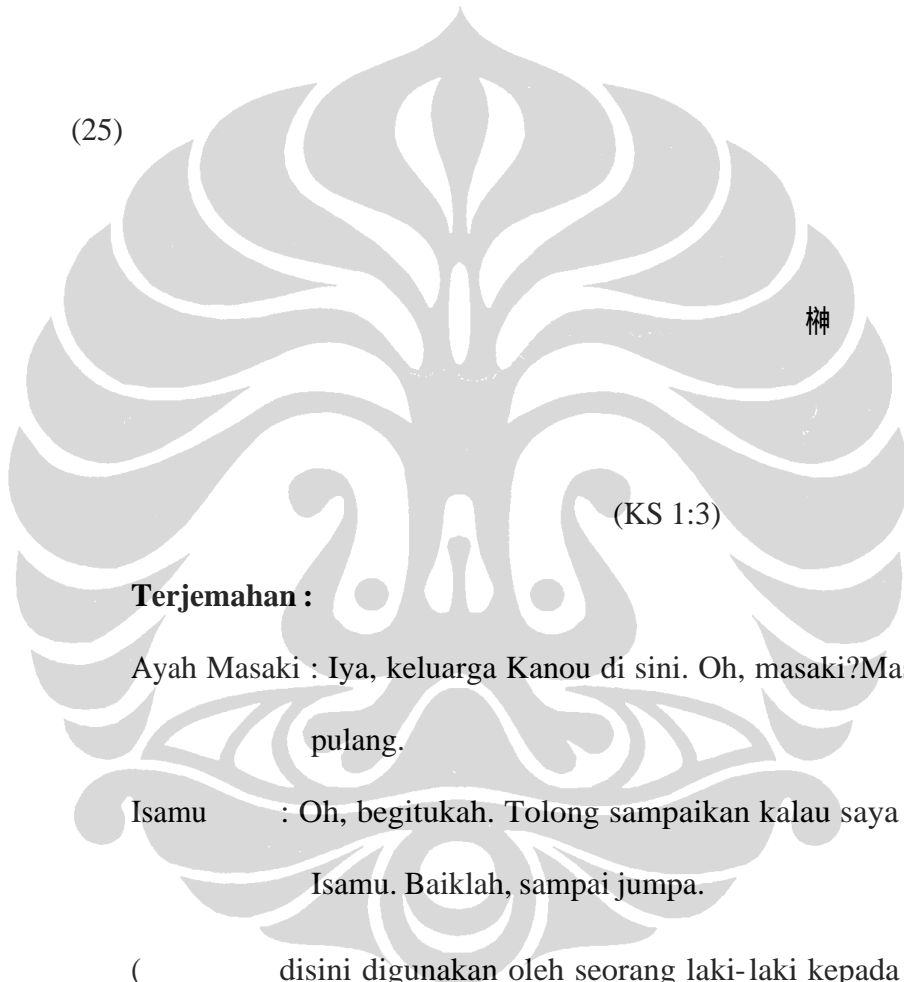 (25)
榊
(KS 1:3)
Terjemahan :
Ayah Masaki : Iya, keluarga Kanou di sini. Oh, masaki?Mas
pulang.
Isamu : Oh, begitukah. Tolong sampaikan kalau saya
Isamu. Baiklah, sampai jumpa.
( disini digunakan oleh seorang laki-laki kepada